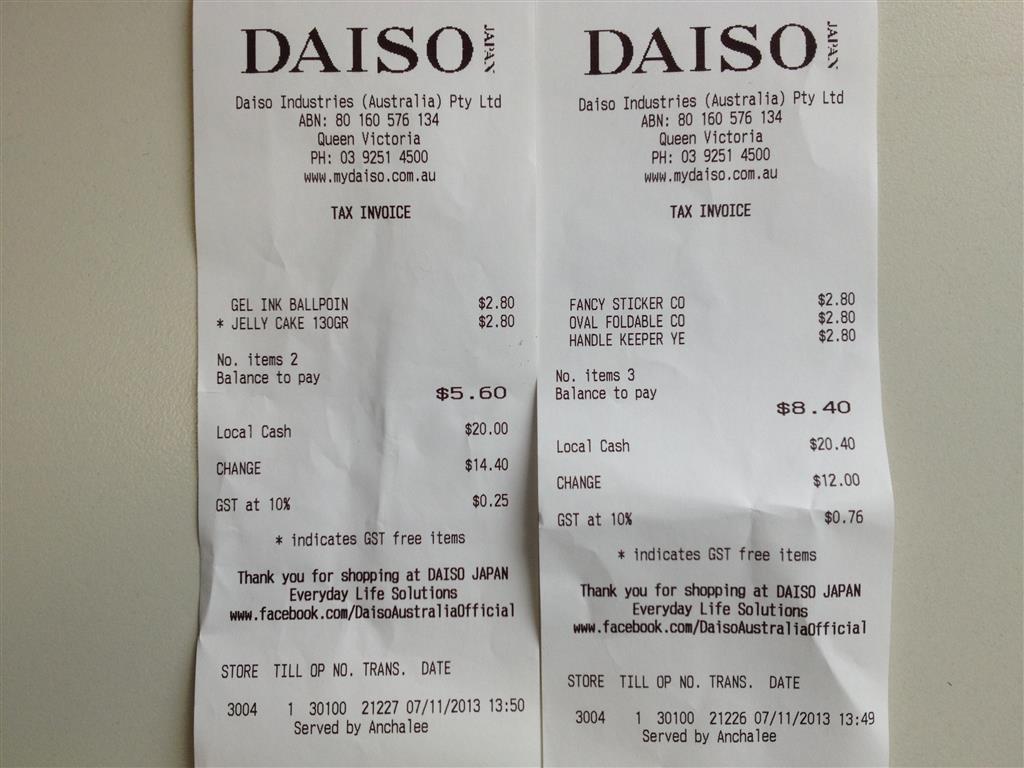 DAISO JAPAN
Daiso Industries (Australia) Pty Ltd
ABN: 80 160 576 134
Queen Victoria
PH: 03 9251 4500
www.mydaiso.com.au
TAX INVOICE
GEL INK BALLPOIN $2.80
* JELLY CAKE 130GR $2.80
No. items 2
Balance to pay
$5.60
Local Cash $20.00
CHANGE $14.40
GST at 10% $0.25
* indicates GST free items
Thank you for shopping at DAISO JAPAN
Everyday Life Solutions
www.facebook.com/DaisoAustraliaOfficial
STORE TILL OP NO. TRANS. DATE
3004 1 30100 21227 07/11/2013 13:50
Served by Anchalee
DAISO JAPAN
Daiso Industries (Australia) Pty Ltd
ABN: 80 160 576 134
Queen Victoria
PH: 03 9251 4500
www.mydaiso.com.au
TAX INVOICE
FANCY STICKER CO $2.80
OVAL FOLDABLE CO $2.80
HANDLE KEEPER YE $2.80
No. items 3
Balance to pay
$8.40
Local Cash $20.40
CHANGE $12.00
GST at 10% $0.76
* indicates GST free items
Thank you for shopping at DAISO JAPAN
Everyday Life Solutions
www.facebook.com/DaisoAustraliaOfficial
STORE TILL OP NO. TRANS. DATE
3004 1 30100 21226 07/11/2013 13:49
Served by Anchalee